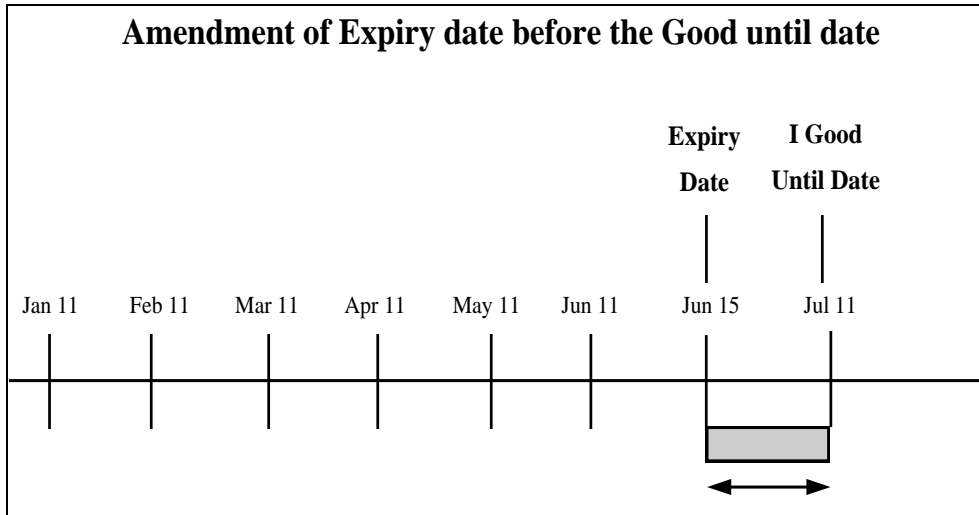 Amendment of Expiry date before the Good until date
Expiry I Good
Date Until Date
Jan 11 Feb 11 Mar 11 Apr 11 May 11 Jun 11 Jun 15 Jul 11